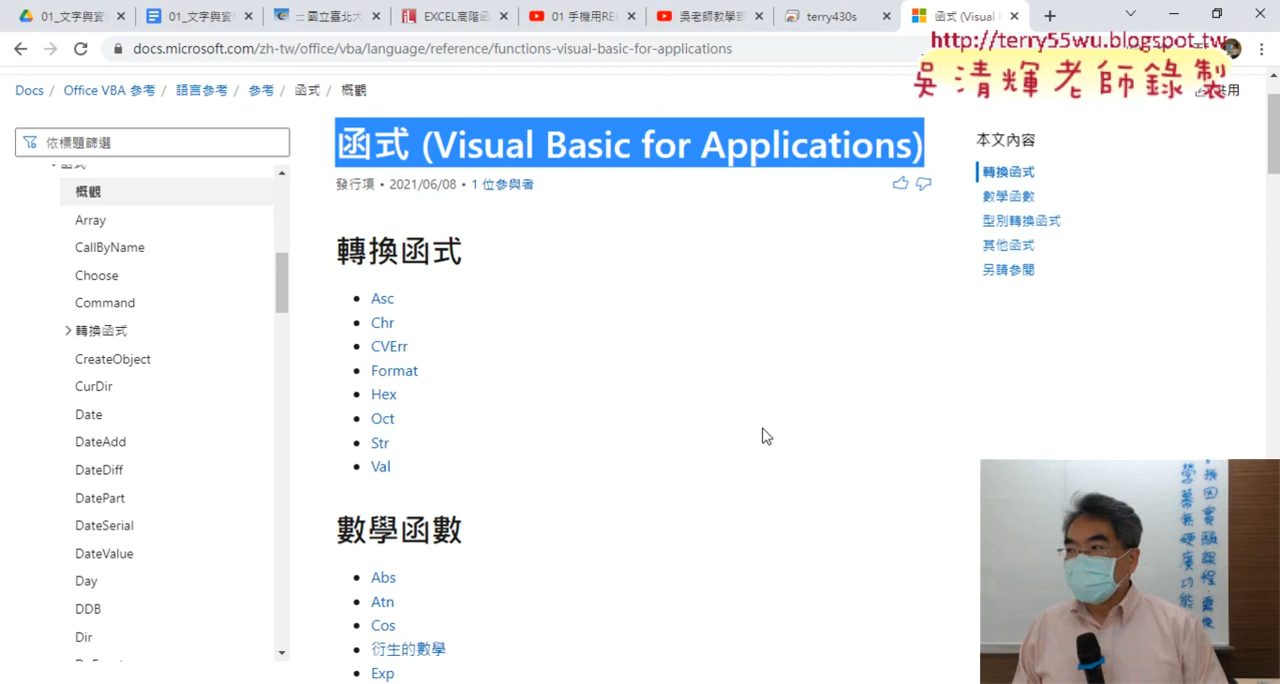 01_文字與資
01_文字與資
::: 國立臺北大
EXCEL高階函
01 手機用RE
吳老師教學部
terry430s
函式 (Visual
docs.microsoft.com/zh-tw/office/vba/language/reference/functions-visual-basic-for-applications
http://terry55wu.blogspot.tw
吳清輝老師錄製
共用
Docs / Office VBA 參考 / 語言參考 / 參考 / 函式 / 概觀
依標題篩選
函式
概觀
Array
CallByName
Choose
Command
轉換函式
CreateObject
CurDir
Date
DateAdd
DateDiff
DatePart
DateSerial
DateValue
Day
DDB
Dir
函式 (Visual Basic for Applications)
發行項 • 2021/06/08 • 1 位參與者
轉換函式
Asc
Chr
CVErr
Format
Hex
Oct
Str
Val
數學函數
Abs
Atn
Cos
衍生的數學
Exp
本文內容
轉換函式
數學函數
型別轉換函式
其他函式
另請參閱